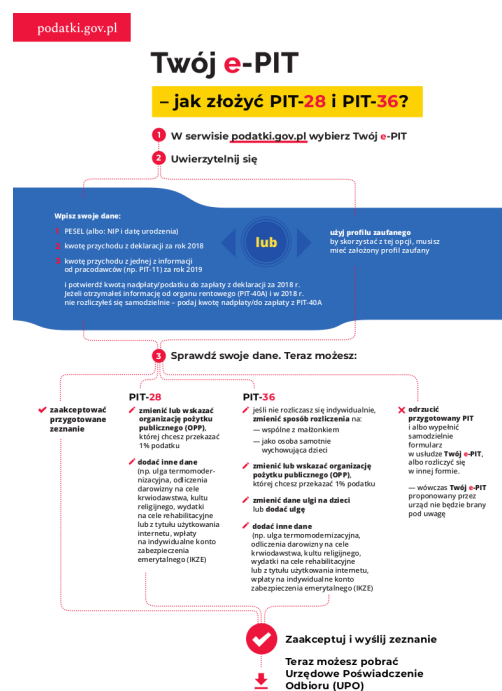 podatki.gov.pl
Twój e-PIT
– jak złożyć PIT-28 i PIT-36?
1 W serwisie podatki.gov.pl wybierz Twój e-PIT
2 Uwierzytelnij się
Wpisz swoje dane:
1 PESEL (albo: NIP i datę urodzenia)
2 kwotę przychodu z deklaracji za rok 2018
3 kwotę przychodu z jednej z informacji
od pracodawców (np. PIT-11) za rok 2019
i potwierdź kwotą nadpłaty/podatku do zapłaty z deklaracji za 2018 r.
Jeżeli otrzymałeś informację od organu rentowego (PIT-40A) i w 2018 r.
nie rozliczyłeś się samodzielnie – podaj kwotę nadpłaty/do zapłaty z PIT-40A
lub
użyj profilu zaufanego
by skorzystać z tej opcji, musisz
mieć założony profil zaufany
3 Sprawdź swoje dane. Teraz możesz:
zaakceptować
przygotowane
zeznanie
PIT-28
zmienić lub wskazać
organizację pożytku
publicznego (OPP),
której chcesz przekazać
1% podatku
dodać inne dane
(np. ulga termomoder-
nizacyjna, odliczenia
darowizny na cele
krwiodawstwa, kultu
religijnego, wydatki
na cele rehabilitacyjne
lub z tytułu użytkowania
internetu, wpłaty
na indywidualne konto
zabezpieczenia
emerytalnego (IKZE)
PIT-36
jeśli nie rozliczasz się indywidualnie,
zmienić sposób rozliczenia na:
— wspólne z małżonkiem
— jako osoba samotnie
wychowująca dzieci
zmienić lub wskazać organizację
pożytku publicznego (OPP),
której chcesz przekazać 1% podatku
zmienić dane ulgi na dzieci
lub dodać ulgę
dodać inne dane
(np. ulga termomodernizacyjna,
odliczenia darowizny na cele
krwiodawstwa, kultu religijnego,
wydatki na cele rehabilitacyjne
lub z tytułu użytkowania internetu,
wpłaty na indywidualne konto
zabezpieczenia emerytalnego (IKZE)
odrzucić
przygotowany PIT
i albo wypełnić
samodzielnie
formularz
w usłudze Twój e-PIT,
albo rozliczyć się
w innej formie.
— wówczas Twój e-PIT
proponowany przez
urząd nie będzie brany
pod uwagę
Zaakceptuj i wyślij zeznanie
Teraz możesz pobrać
Urzędowe Poświadczenie
Odbioru (UPO)